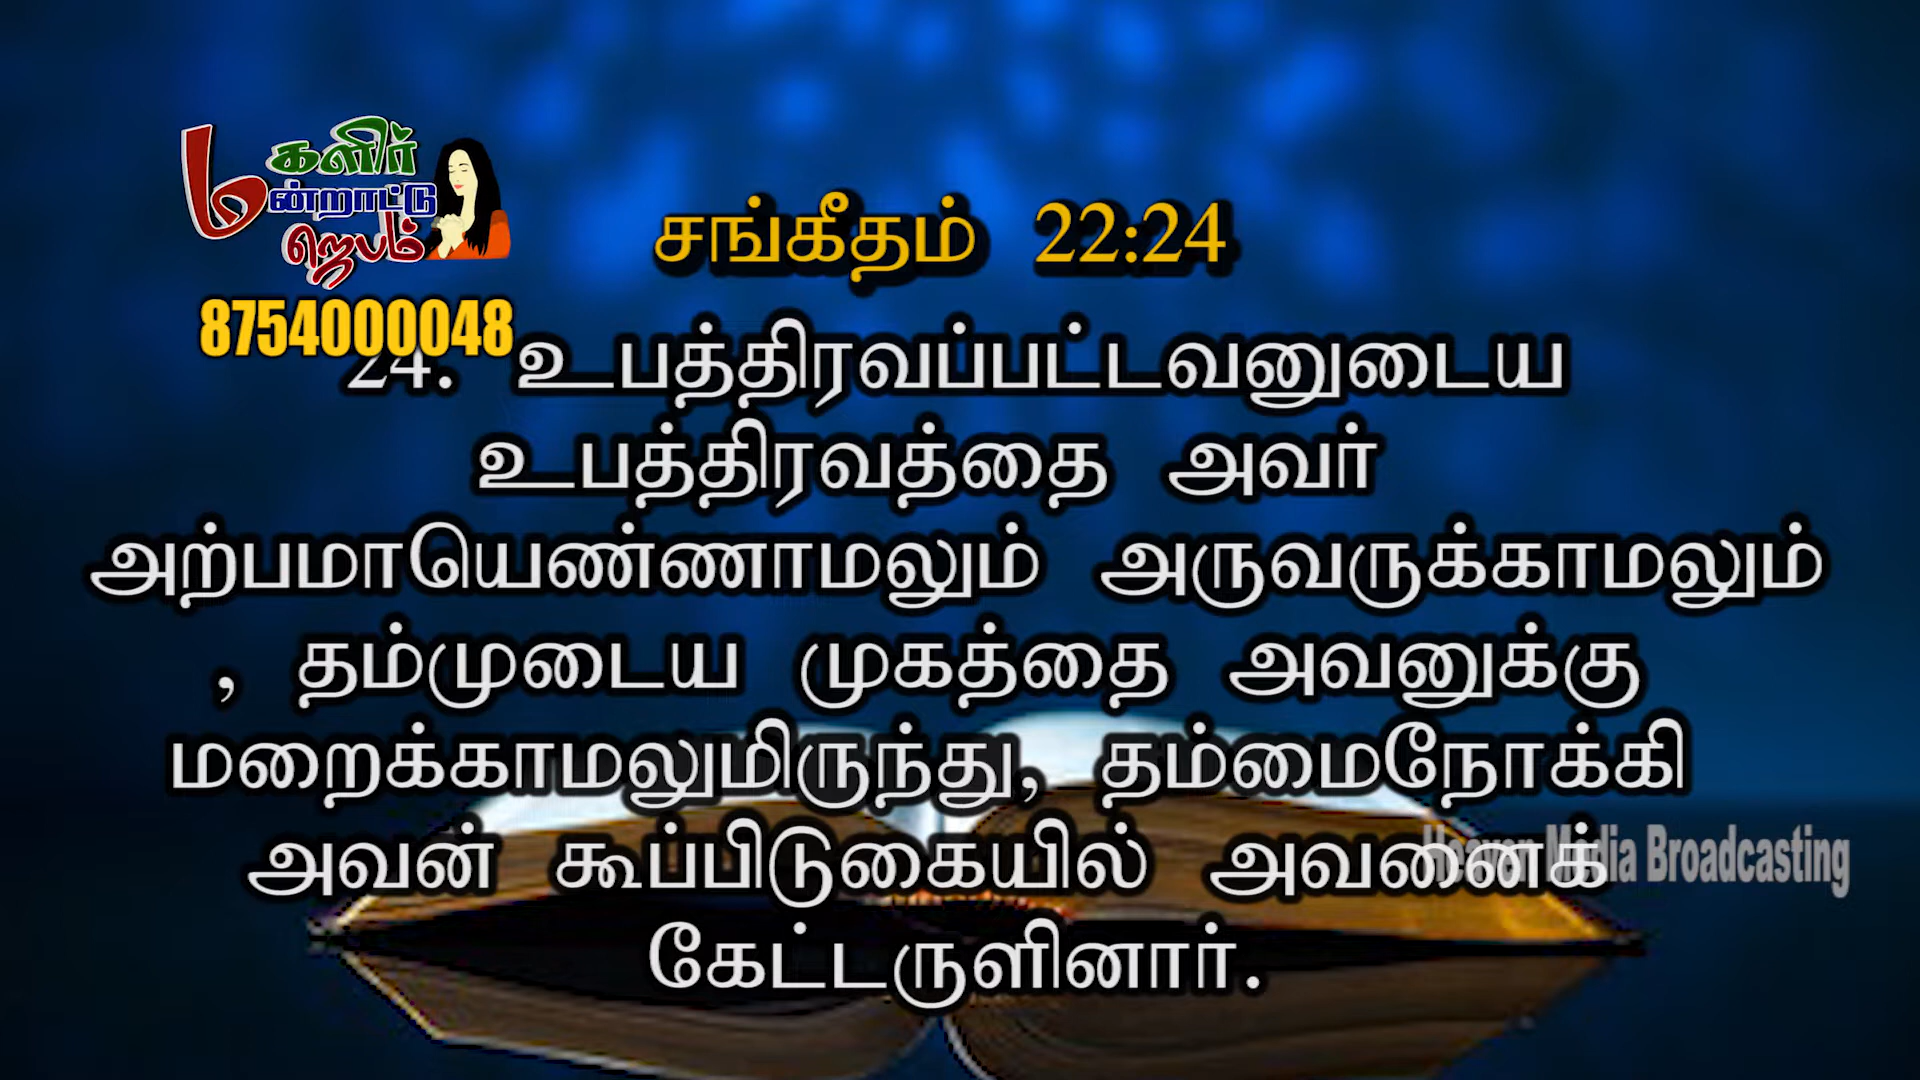 மகளிர்
மன்றாட்டு
ஜெபம்
8754000048
சங்கீதம் 22:24
24. உபத்திரவப்பட்டவனுடைய
உபத்திரவத்தை அவர்
அற்பமாயெண்ணாமலும் அருவருக்காமலும்
, தம்முடைய முகத்தை அவனுக்கு
மறைக்காமலுமிருந்து, தம்மைநோக்கி
அவன் கூப்பிடுகையில் அவனைக்
கேட்டருளினார்.
Heaven Media Broadcasting